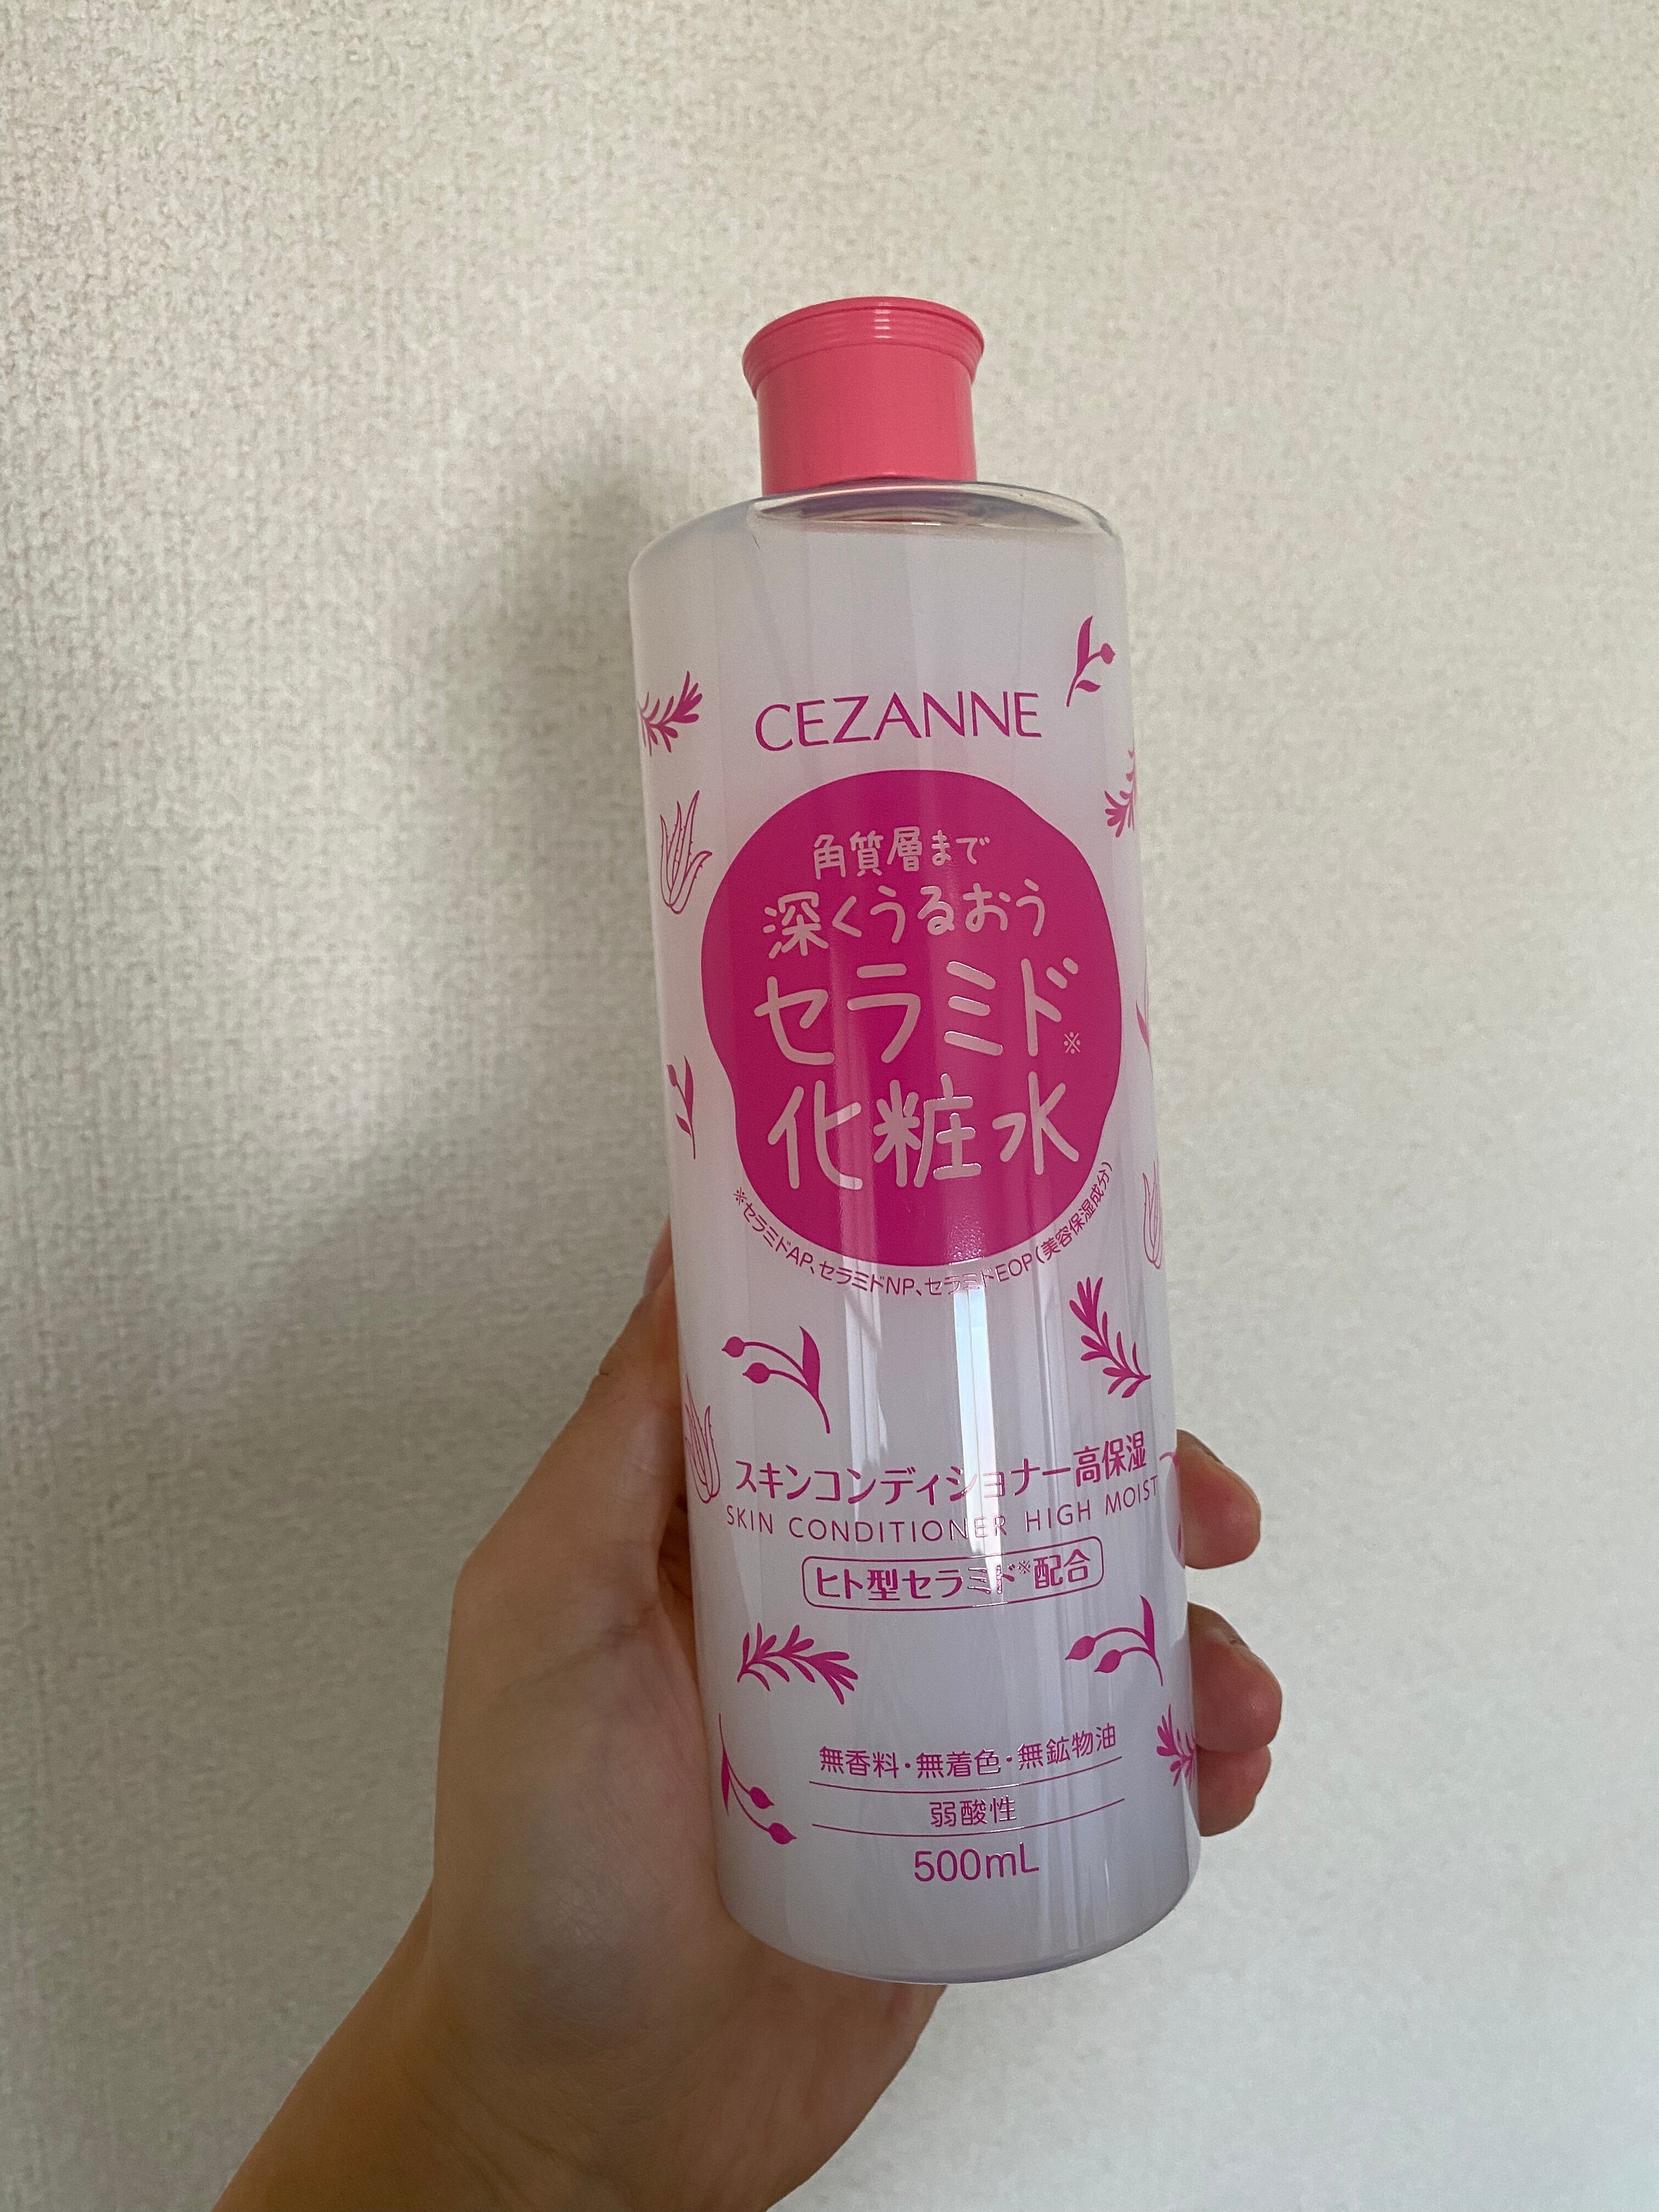 CEZANNE
角質層まで
深くうるおう
セラミド※
化粧水
※セラミドAP、セラミドNP、セラミドEOP(美容保湿成分)
スキンコンディショナー高保湿
SKIN CONDITIONER HIGH MOIST
ヒト型セラミド※配合
無香料・無着色・無鉱物油
弱酸性
500mL